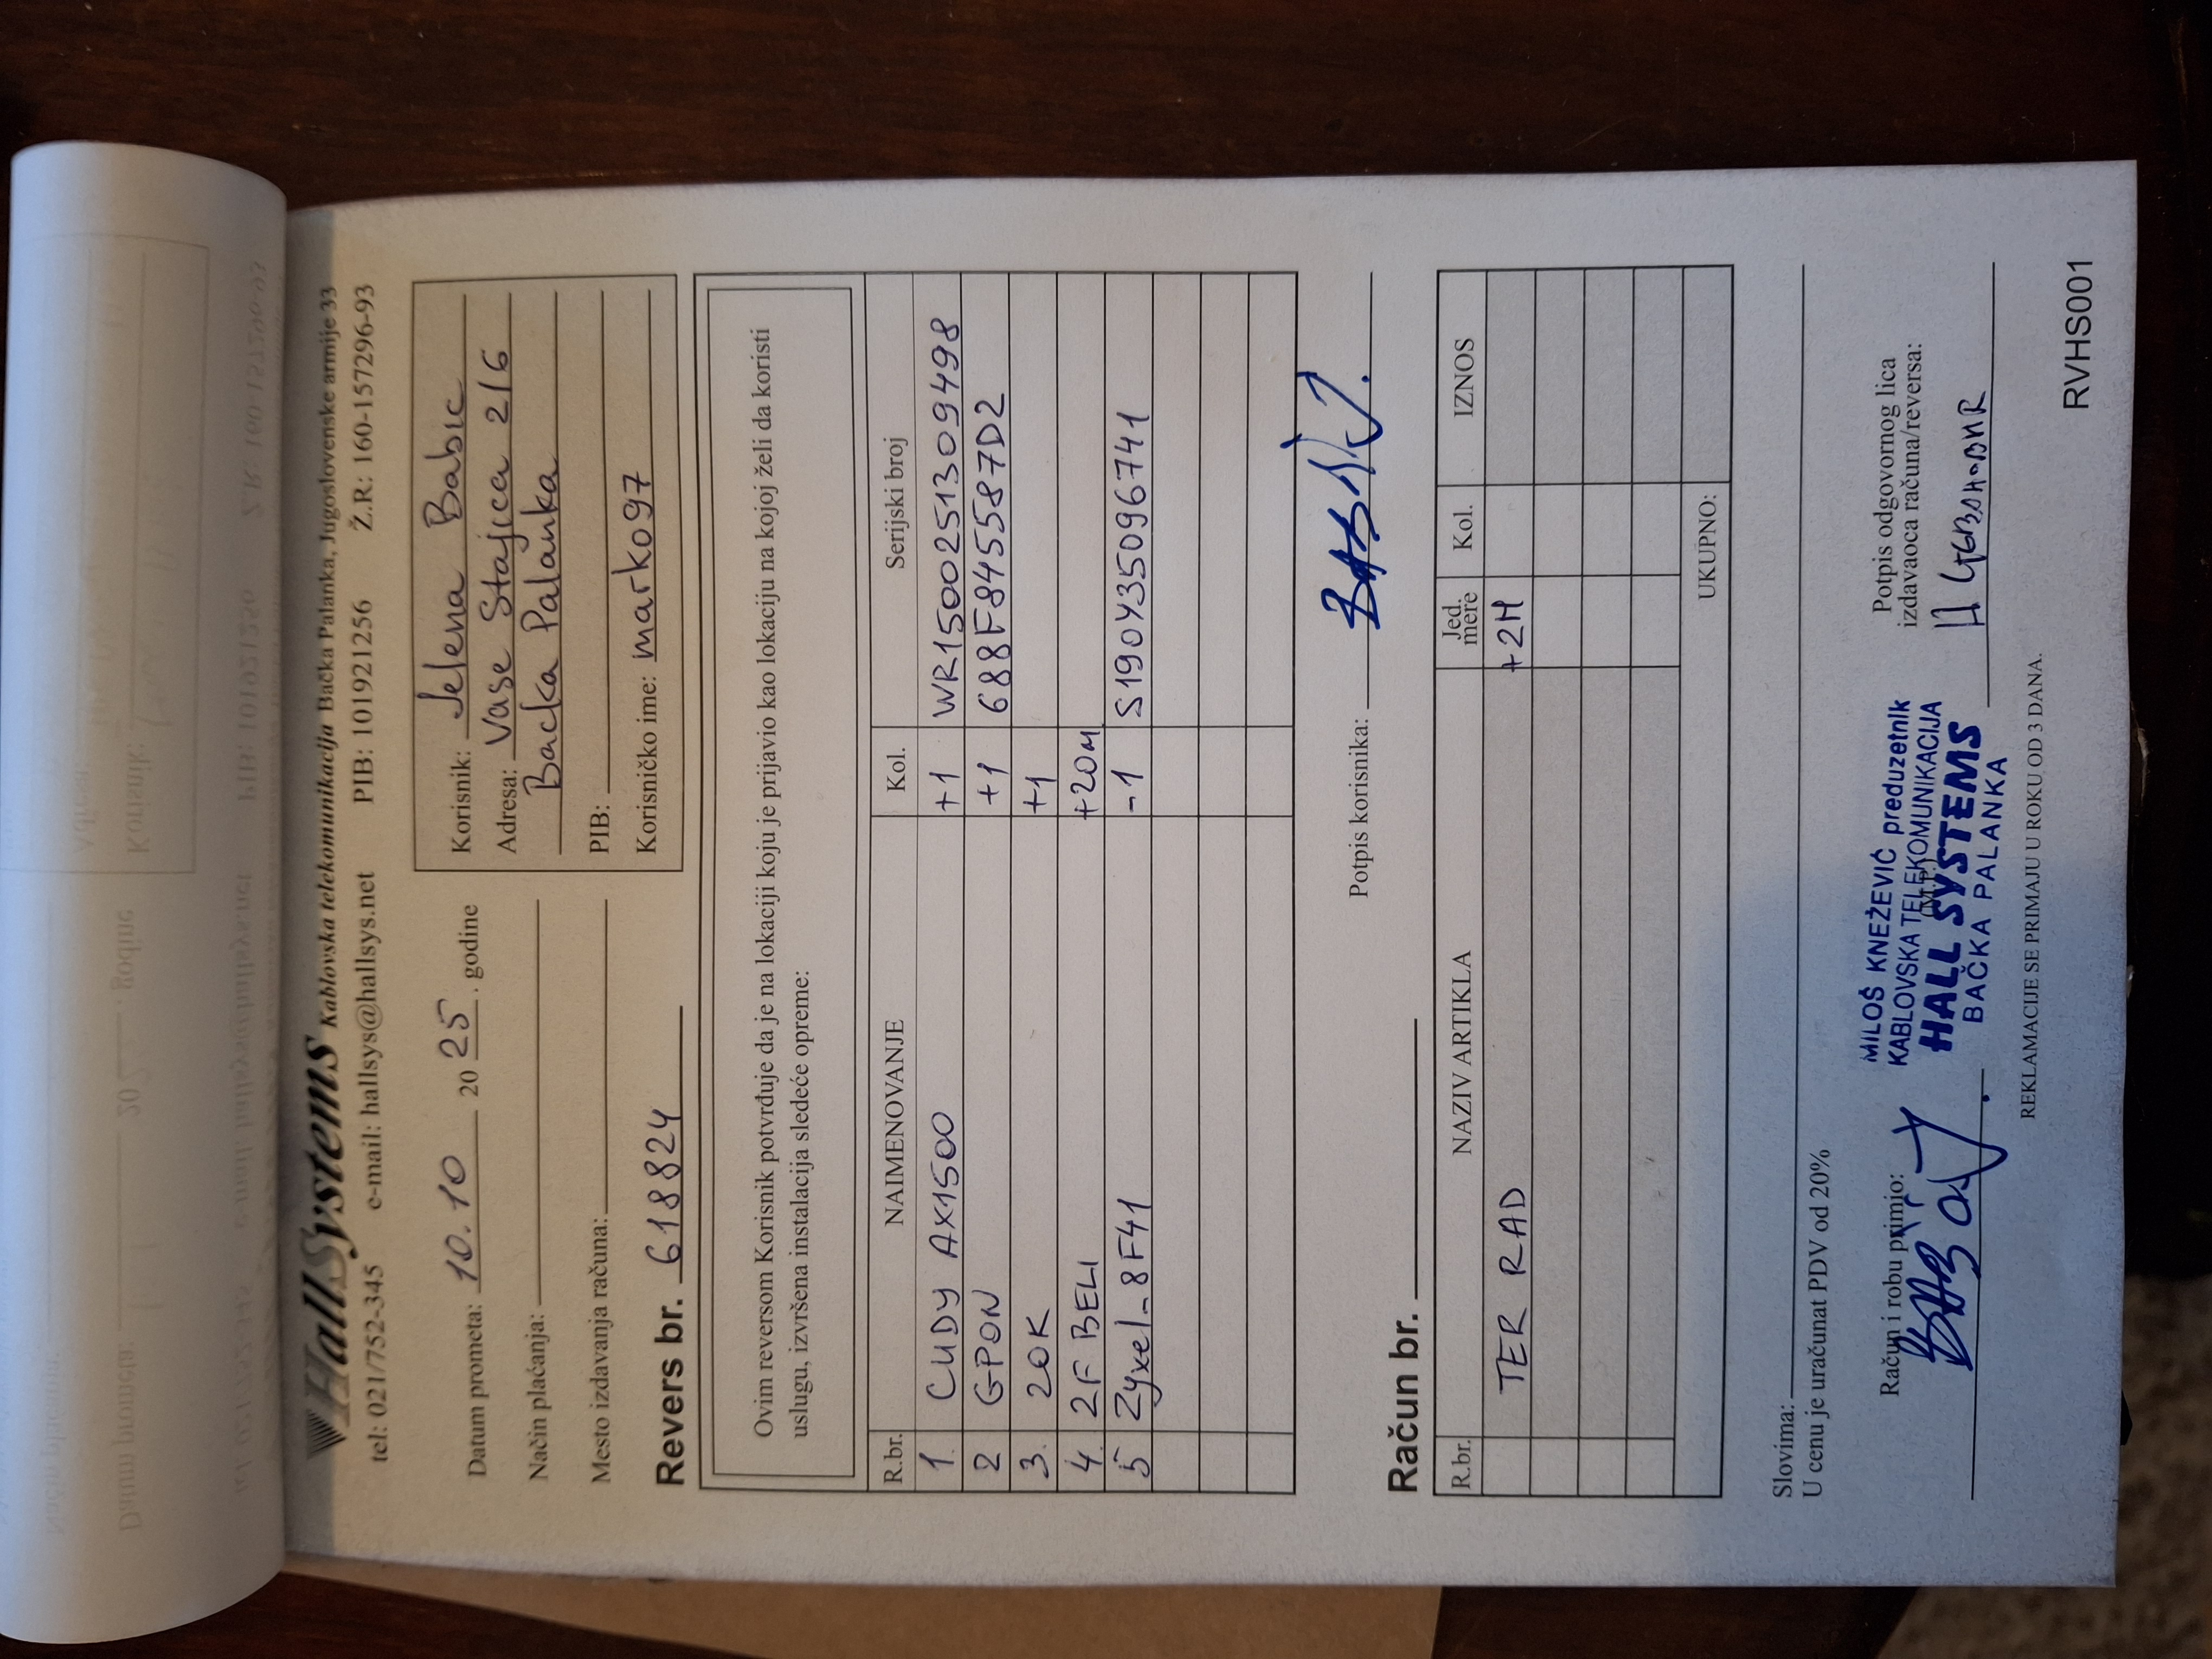 HallSystems Kablovska telekomunikacija Bačka Palanka, Jugoslovenske armije 33
tel: 021/752-345 e-mail: hallsys@hallsys.net PIB: 101921256 Ž.R: 160-157296-93
Datum prometa: 10.10 2025. godine
Način plaćanja:
Mesto izdavanja računa:
Korisnik: Jelena Babic
Adresa: Vase Stajica 2/6
Backa Palanka
PIB:
Korisničko ime: marko97
Revers br. 618824
Ovim reversom Korisnik potvrđuje da je na lokaciji koju je prijavio kao lokaciju na kojoj želi da koristi
uslugu, izvršena instalacija sledeće opreme:
R.br. NAIMENOVANJE Kol. Serijski broj
1. CUDY AX1500 +1 WR1500251309498
2 GPON +1 688F845587D2
3. 20K +1
4. 2F BELI +20M
5 Zyxel-8F41 -1 S190Y35096741
Potpis korisnika:
Račun br.
R.br. NAZIV ARTIKLA Jed. mere Kol. IZNOS
TER RAD +2H
UKUPNO:
Slovima:
U cenu je uračunat PDV od 20%
Račun i robu primio:
MILOŠ KNEŽEVIĆ preduzetnik
KABLOVSKA TELEKOMUNIKACIJA
(M.P.)
HALL SYSTEMS
BAČKA PALANKA
Potpis odgovornog lica
izdavaoca računa/reversa:
REKLAMACIJE SE PRIMAJU U ROKU OD 3 DANA.
RVHS001